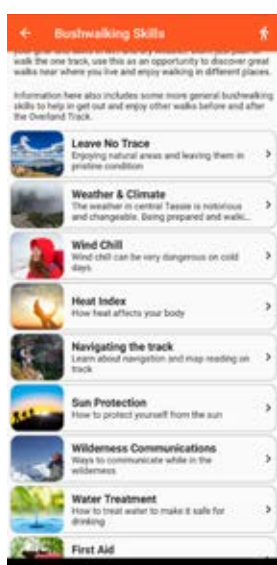 Bushwalking Skills
walk the one track, use this as an opportunity to discover great
walks near where you live and enjoy walking in different places.
Information here also includes some more general bushwalking
skills to help in get out and enjoy other walks before and after
the Overland Track.
Leave No Trace
Enjoying natural areas and leaving them in
pristine condition
Weather & Climate
The weather in central Tassie is notorious
and changeable. Being prepared and walki...
Wind Chill
Wind chill can be very dangerous on cold
days.
Heat Index
How heat affects your body
Navigating the track
Learn about navigation and map reading on
track
Sun Protection
How to protect yourself from the sun
Wilderness Communications
Ways to communicate while in the
wilderness
Water Treatment
How to treat water to make it safe for
drinking
First Aid